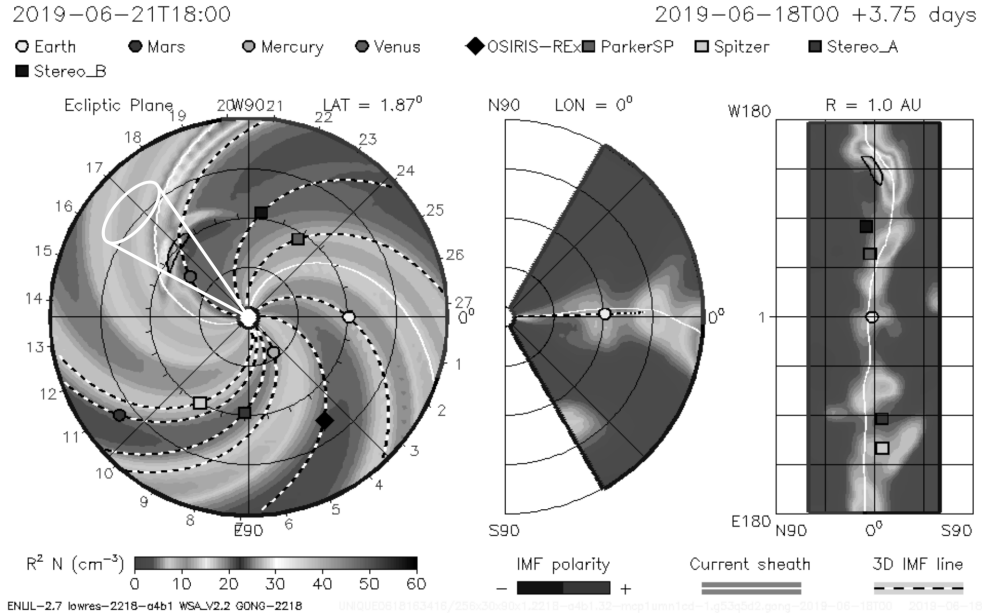 2019-06-21T18:00 2019-06-18T00 +3.75 days
Earth Mars Mercury Venus OSIRIS-REx ParkerSP Spitzer Stereo_A
Stereo_B
Ecliptic Plane W90 LAT = 1.87° N90 LON = 0° W180 R = 1.0 AU
19 20 21 22
18 23
17 24
16 25
15 26
14 27 0° 0° 1
13 1
12 2
11 3
10 4
9 5
8 6
E90 S90 E180 N90 0° S90
R² N (cm⁻³) IMF polarity Current sheath 3D IMF line
- +
0 10 20 30 40 50 60
ENLIL-2.7 lowres-2218-a4b1 WSA_V2.2 GONG-2218